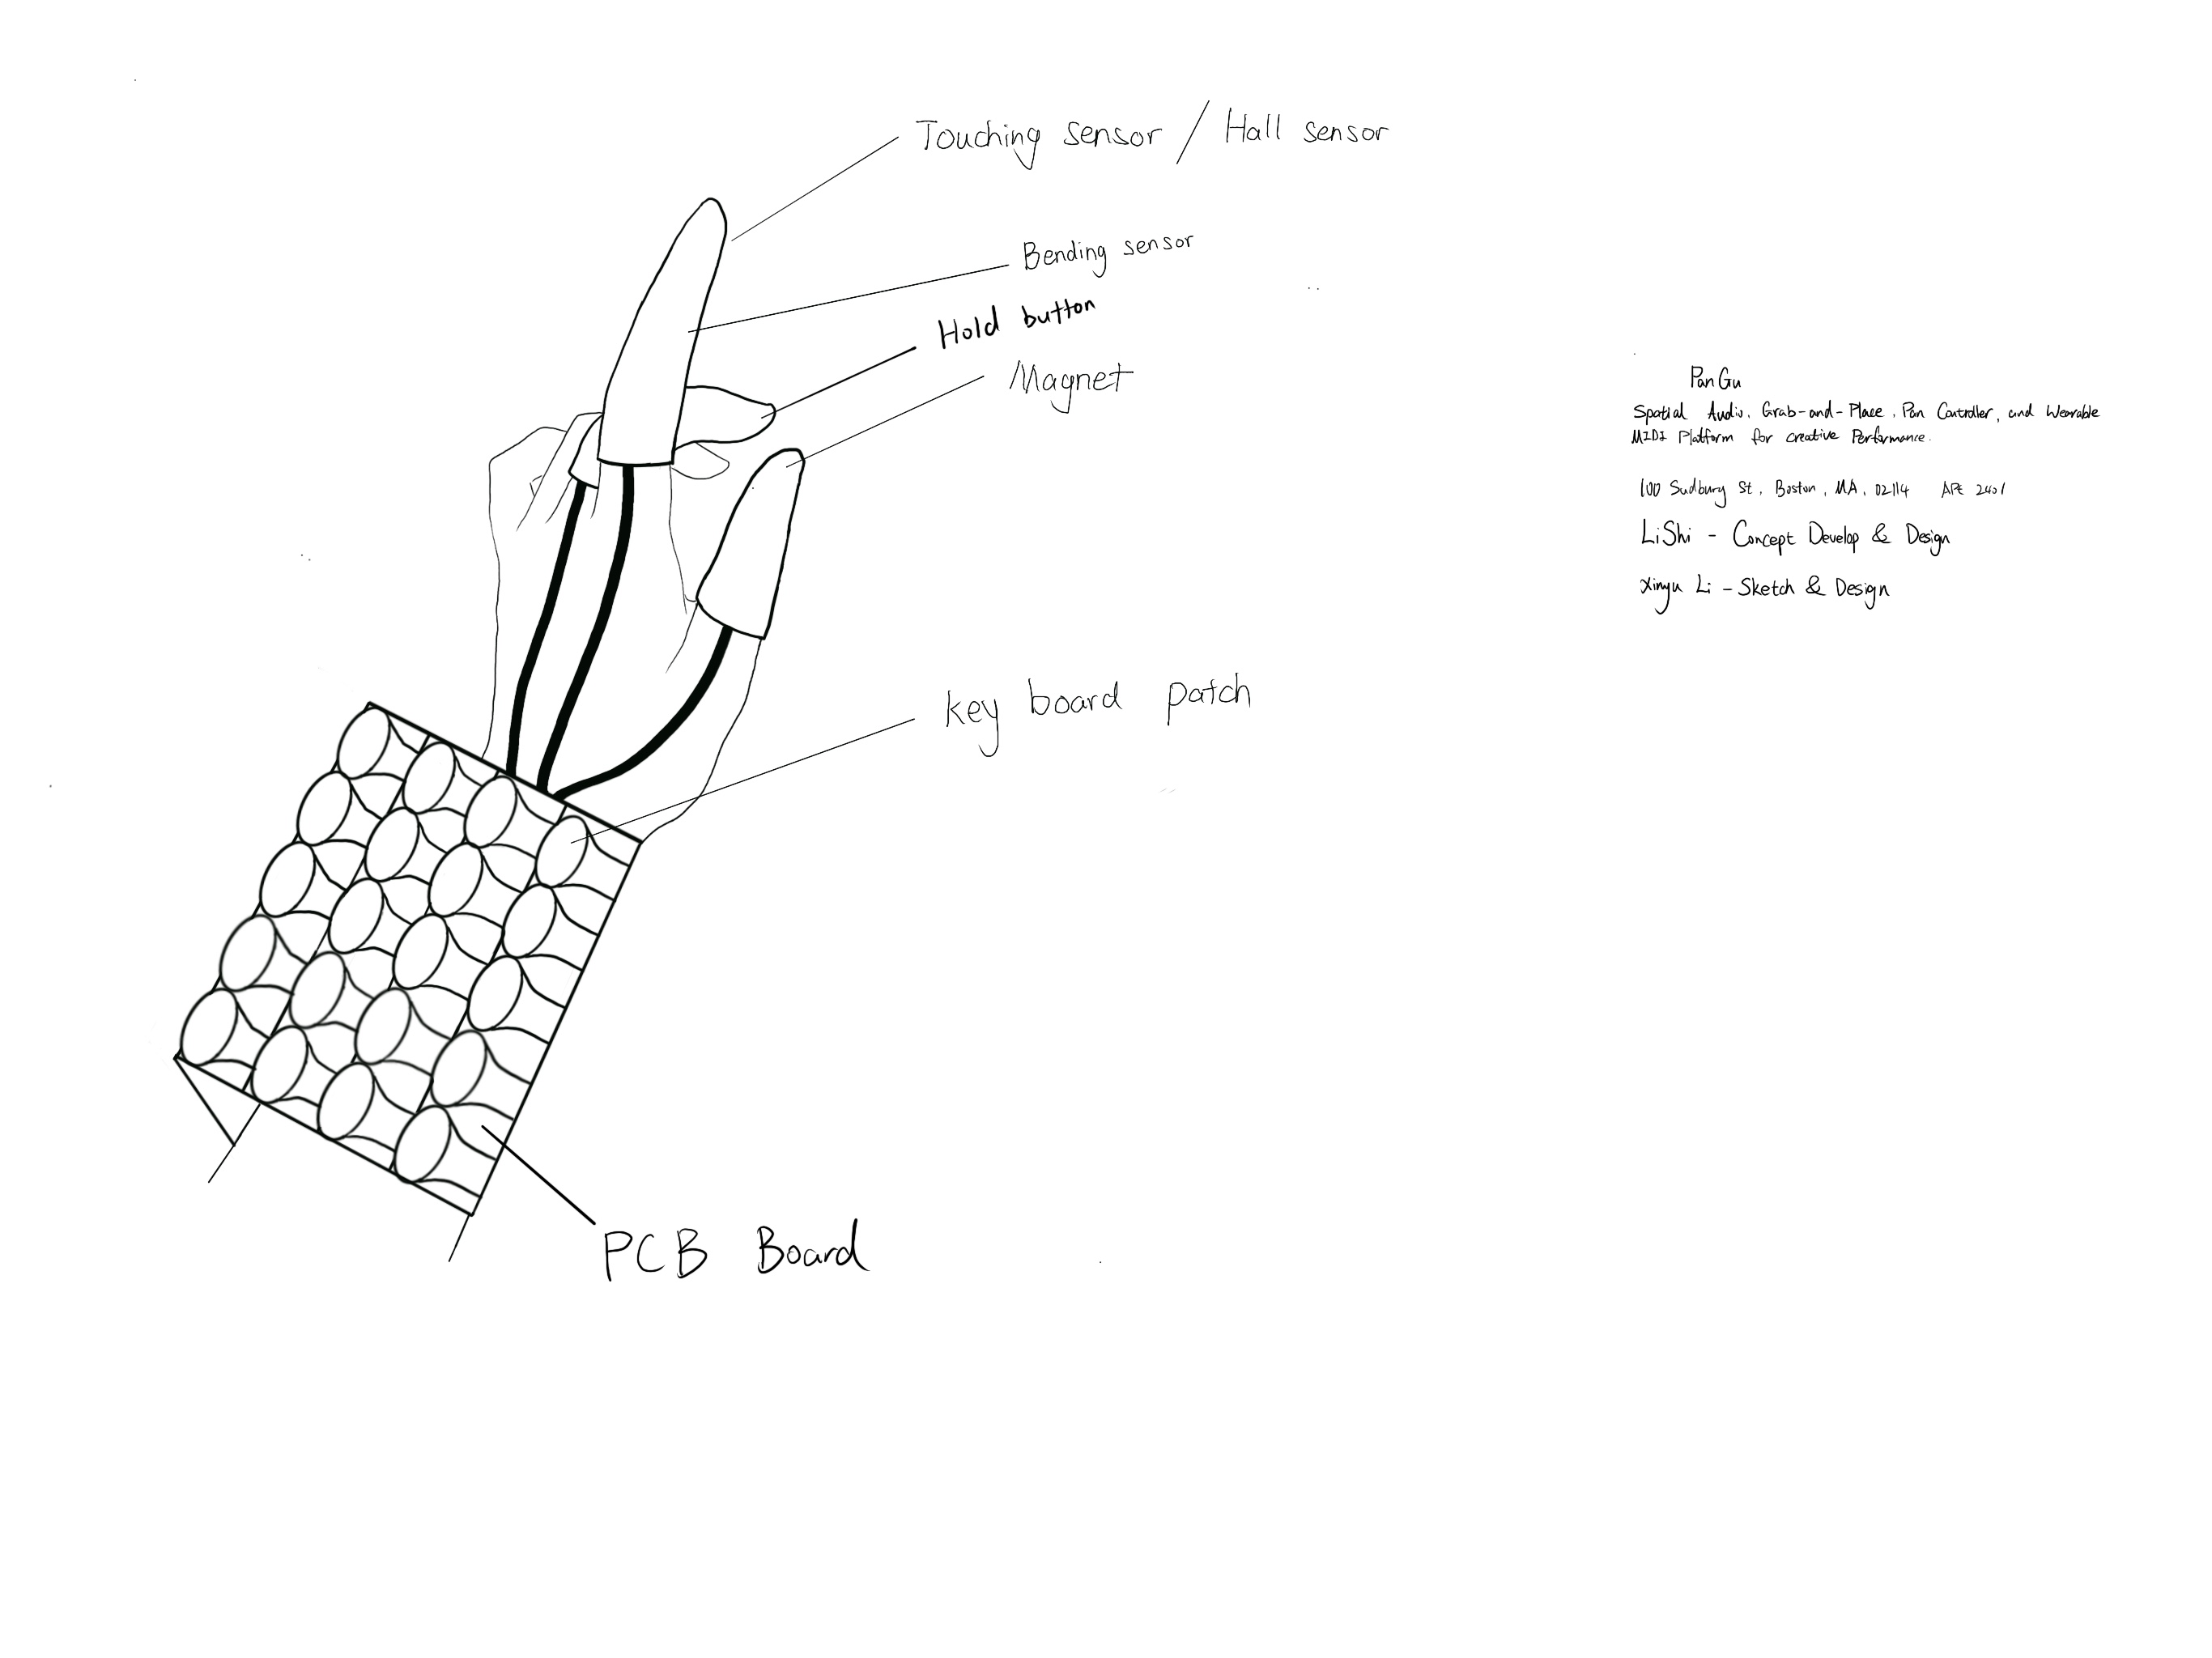 Touching sensor / Hall sensor
Bending sensor
Hold button
Magnet
key board patch
PCB Board
PanGu
Spatial Audio, Grab-and-Place, Pan Controller, and Wearable
MIDI Platform for creative Performance.
100 Sudbury St, Boston, MA, 02114 APt 2401
LiShi - Concept Develop & Design
Xinyu Li - Sketch & Design